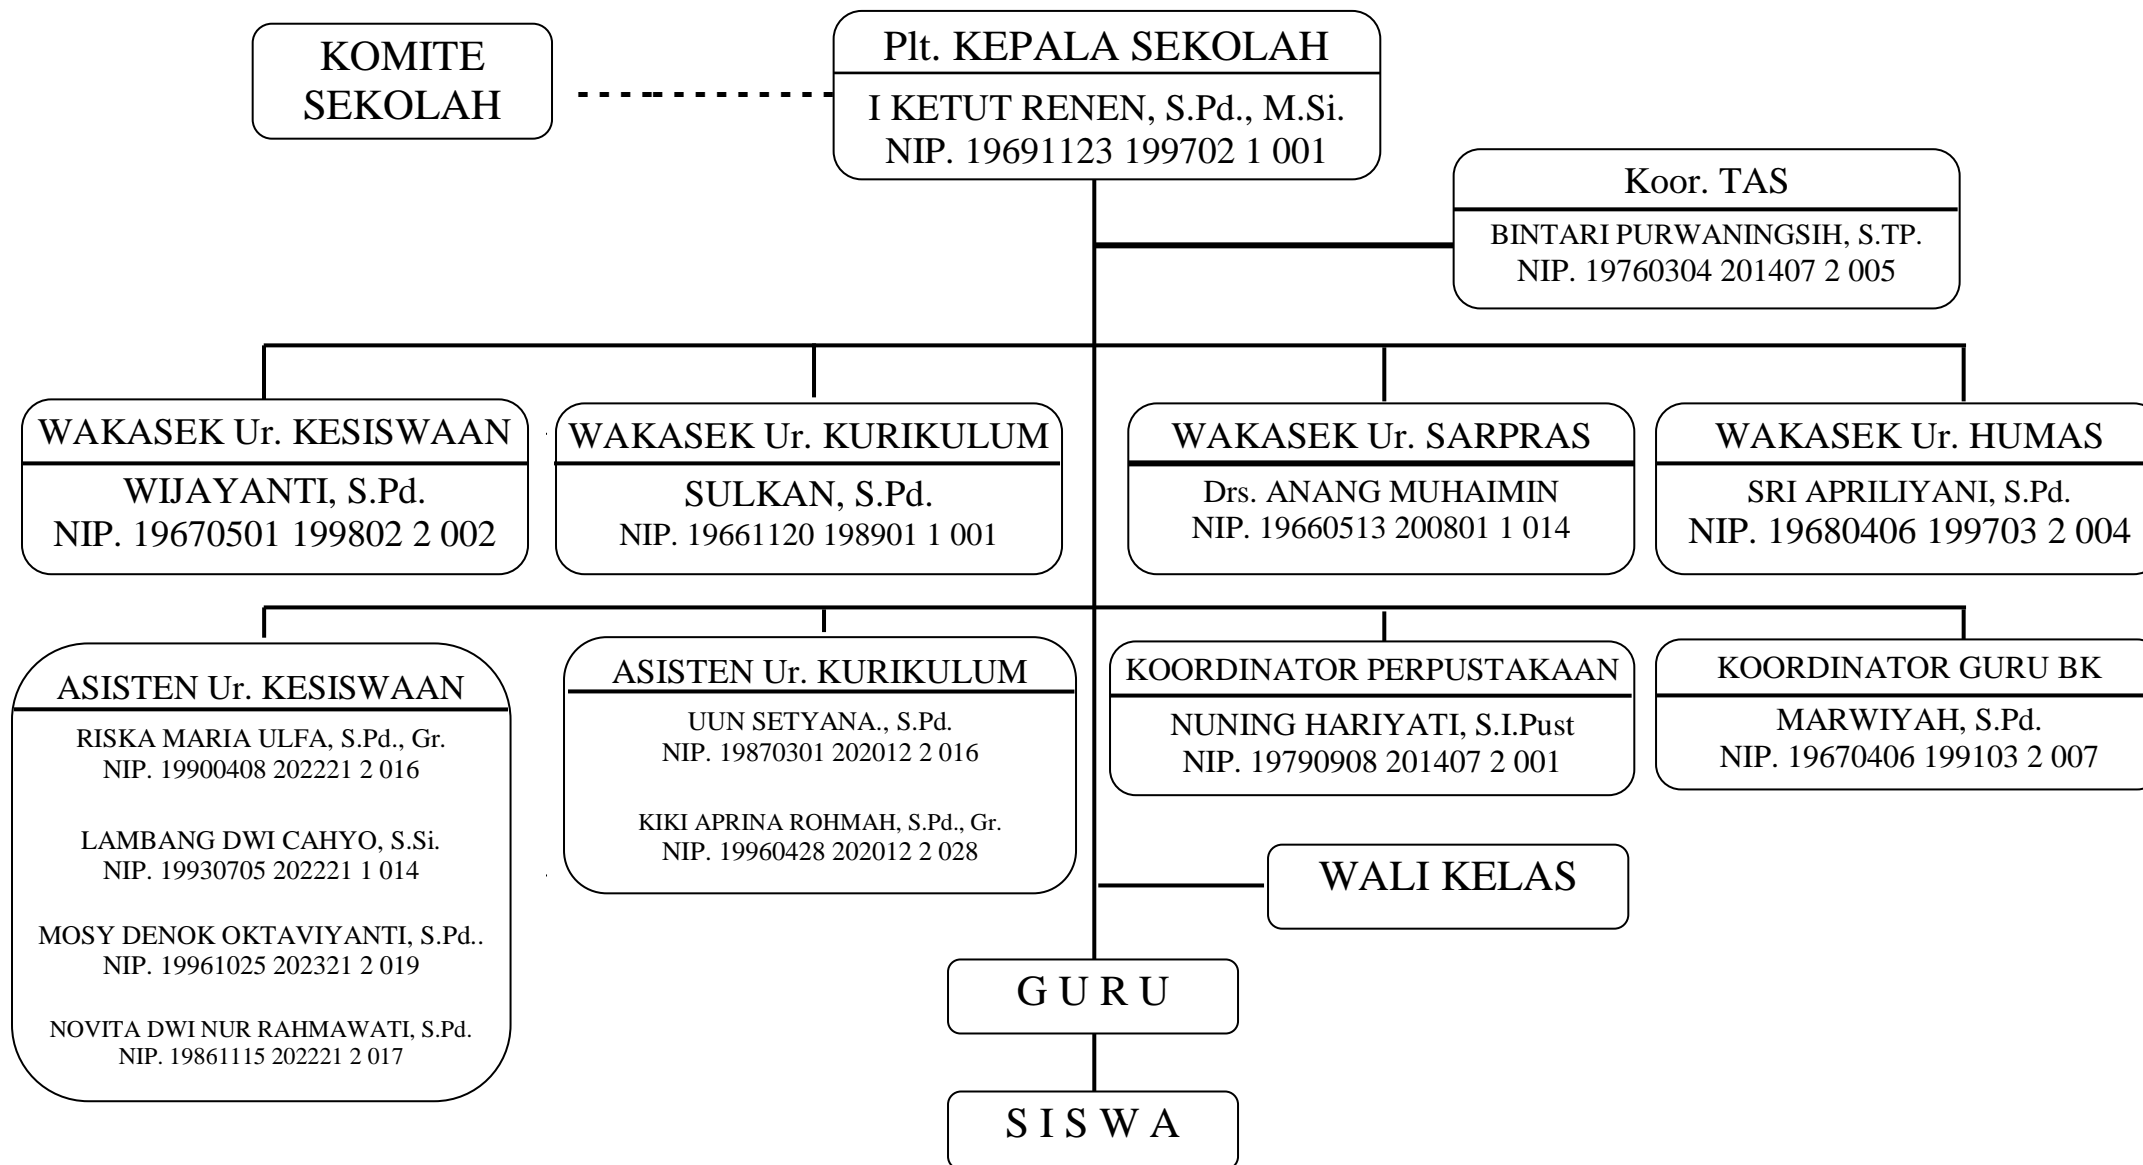 KOMITE
SEKOLAH
Plt. KEPALA SEKOLAH
I KETUT RENEN, S.Pd., M.Si.
NIP. 19691123 199702 1 001
Koor. TAS
BINTARI PURWANINGSIH, S.TP.
NIP. 19760304 201407 2 005
WAKASEK Ur. KESISWAAN
WIJAYANTI, S.Pd.
NIP. 19670501 199802 2 002
WAKASEK Ur. KURIKULUM
SULKAN, S.Pd.
NIP. 19661120 198901 1 001
WAKASEK Ur. SARPRAS
Drs. ANANG MUHAIMIN
NIP. 19660513 200801 1 014
WAKASEK Ur. HUMAS
SRI APRILIYANI, S.Pd.
NIP. 19680406 199703 2 004
ASISTEN Ur. KESISWAAN
RISKA MARIA ULFA, S.Pd., Gr.
NIP. 19900408 202221 2 016
LAMBANG DWI CAHYO, S.Si.
NIP. 19930705 202221 1 014
MOSY DENOK OKTAVIYANTI, S.Pd..
NIP. 19961025 202321 2 019
NOVITA DWI NUR RAHMAWATI, S.Pd.
NIP. 19861115 202221 2 017
ASISTEN Ur. KURIKULUM
UUN SETYANA., S.Pd.
NIP. 19870301 202012 2 016
KIKI APRINA ROHMAH, S.Pd., Gr.
NIP. 19960428 202012 2 028
KOORDINATOR PERPUSTAKAAN
NUNING HARIYATI, S.I.Pust
NIP. 19790908 201407 2 001
KOORDINATOR GURU BK
MARWIYAH, S.Pd.
NIP. 19670406 199103 2 007
WALI KELAS
G U R U
S I S W A